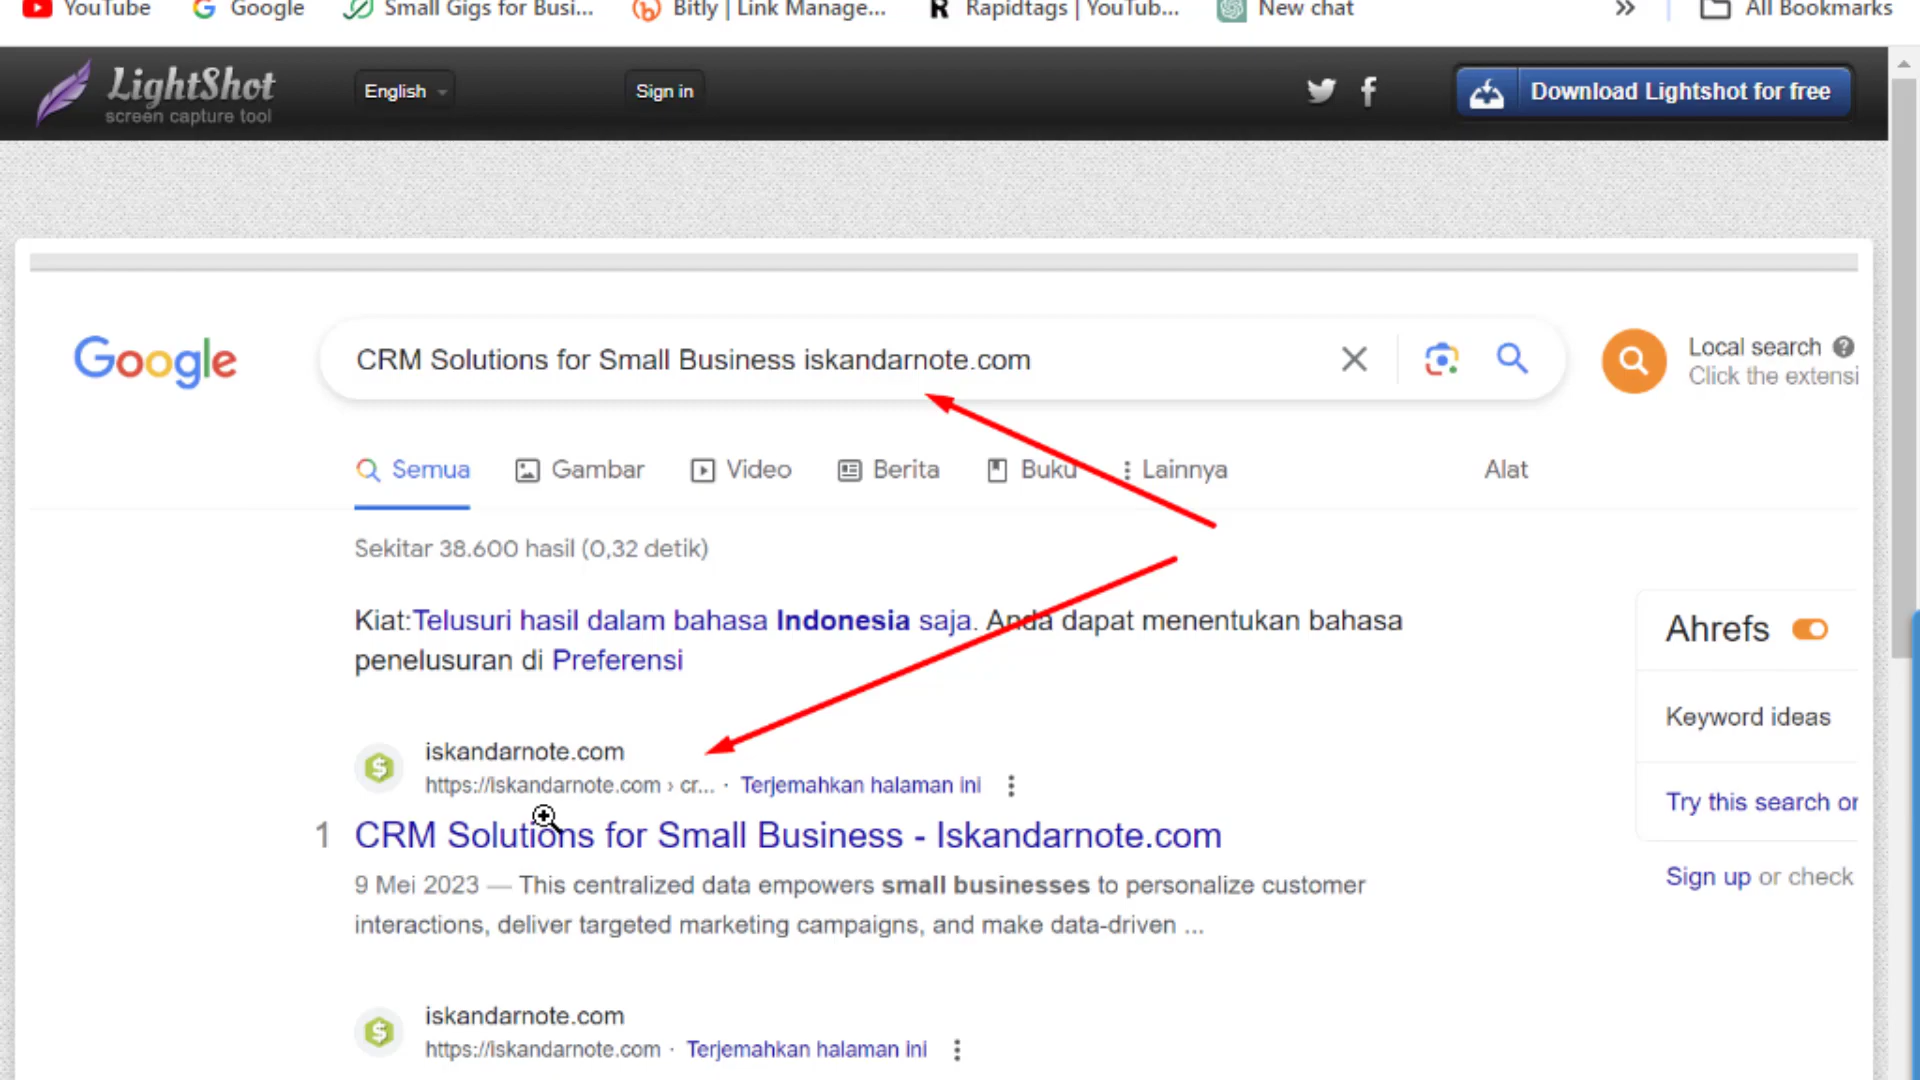 YouTube Google Small Gigs for Busi... Bitly | Link Manage... Rapidtags | YouTub... New chat » All Bookmarks
LightShot
screen capture tool
English
Sign in
Download Lightshot for free
Google
CRM Solutions for Small Business iskandarnote.com
Local search
Click the extensi
Semua Gambar Video Berita Buku Lainnya Alat
Sekitar 38.600 hasil (0,32 detik)
Kiat:Telusuri hasil dalam bahasa Indonesia saja. Anda dapat menentukan bahasa
penelusuran di Preferensi
Ahrefs
Keyword ideas
Try this search or
Sign up or check
iskandarnote.com
https://iskandarnote.com › cr... · Terjemahkan halaman ini
1 CRM Solutions for Small Business - Iskandarnote.com
9 Mei 2023 — This centralized data empowers small businesses to personalize customer
interactions, deliver targeted marketing campaigns, and make data-driven ...
iskandarnote.com
https://iskandarnote.com · Terjemahkan halaman ini